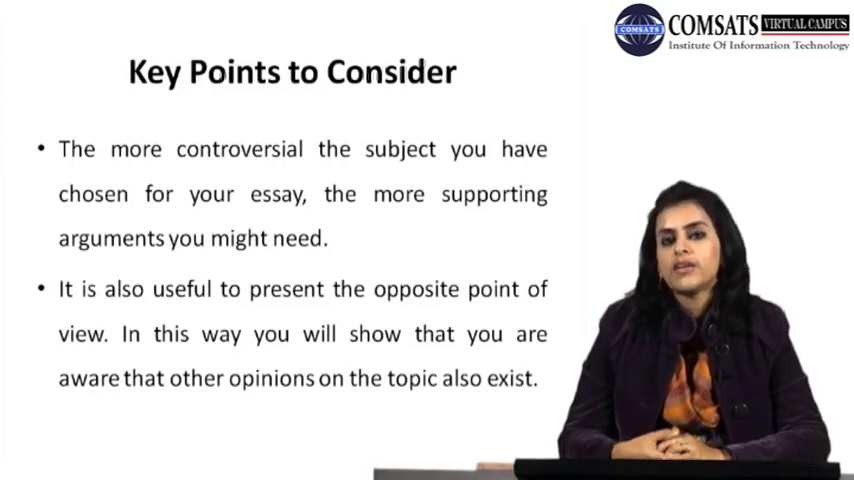 COMSATS VIRTUAL CAMPUS
COMSATS
Institute Of Information Technology
Key Points to Consider
• The more controversial the subject you have
chosen for your essay, the more supporting
arguments you might need.
• It is also useful to present the opposite point of
view. In this way you will show that you are
aware that other opinions on the topic also exist.